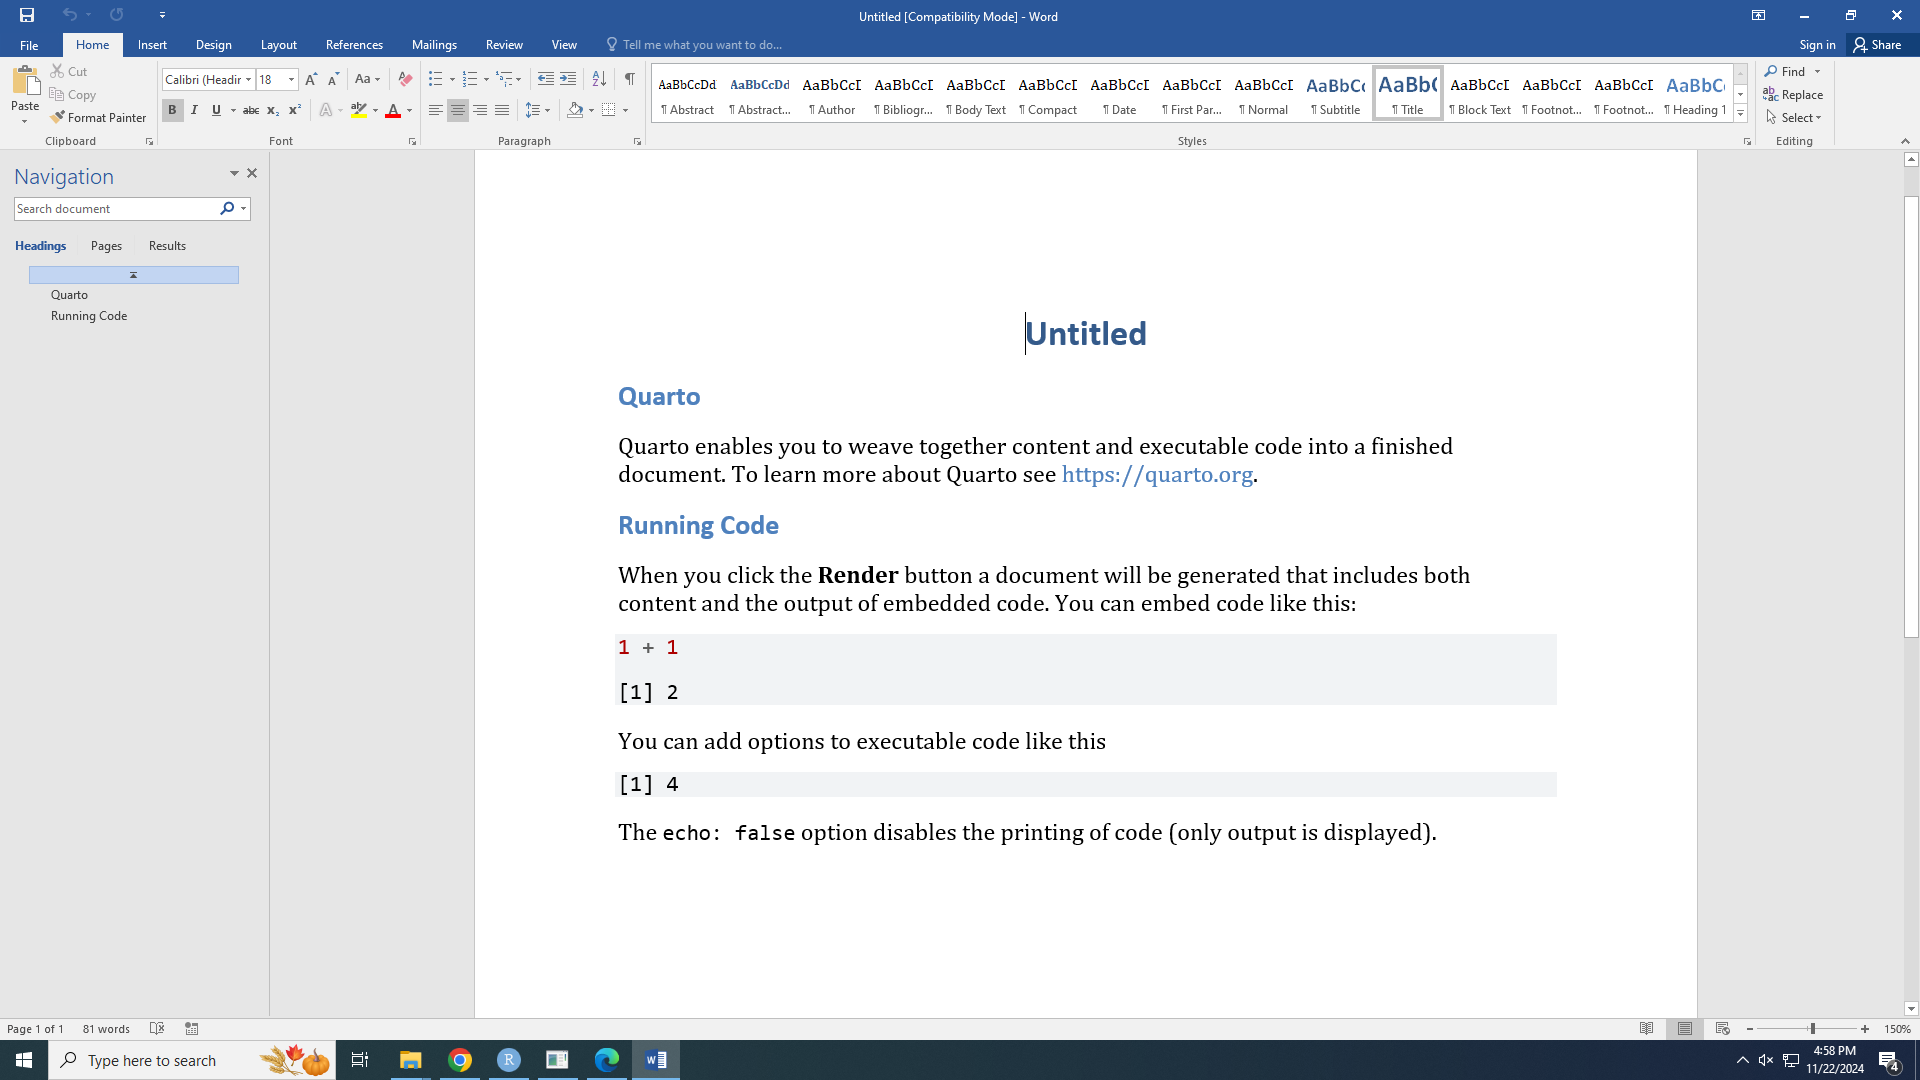 Untitled [Compatibility Mode] - Word
File
Home
Insert
Design
Layout
References
Mailings
Review
View
Tell me what you want to do...
Sign in
Share
Paste
Cut
Copy
Format Painter
Clipboard
Calibri (Headir
18
Aa
B I U abc x₂ x²
A
Font
Paragraph
AaBbCcDd
¶ Abstract
AaBbCcDd
¶ Abstract...
AaBbCcI
¶ Author
AaBbCcI
¶ Bibliogr...
AaBbCcI
¶ Body Text
AaBbCcI
¶ Compact
AaBbCcI
¶ Date
AaBbCcI
¶ First Par...
AaBbCcI
¶ Normal
AaBbCc
¶ Subtitle
AaBb(
¶ Title
AaBbCcI
¶ Block Text
AaBbCcI
¶ Footnot...
AaBbCcI
¶ Footnot...
AaBbC
¶ Heading 1
Styles
Find
Replace
Select
Editing
Navigation
Search document
Headings
Pages
Results
Quarto
Running Code
Untitled
Quarto
Quarto enables you to weave together content and executable code into a finished
document. To learn more about Quarto see https://quarto.org.
Running Code
When you click the Render button a document will be generated that includes both
content and the output of embedded code. You can embed code like this:
1 + 1
[1] 2
You can add options to executable code like this
[1] 4
The echo: false option disables the printing of code (only output is displayed).
Page 1 of 1
81 words
150%
Type here to search
4:58 PM
11/22/2024
4